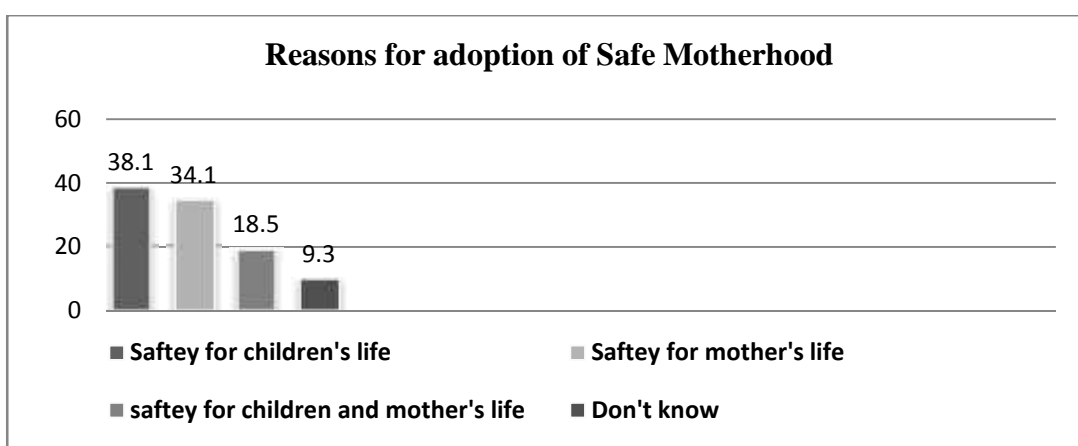 Reasons for adoption of Safe Motherhood
60
40
20
0
38.1
34.1
18.5
9.3
Saftey for children's life
Saftey for mother's life
saftey for children and mother's life
Don't know